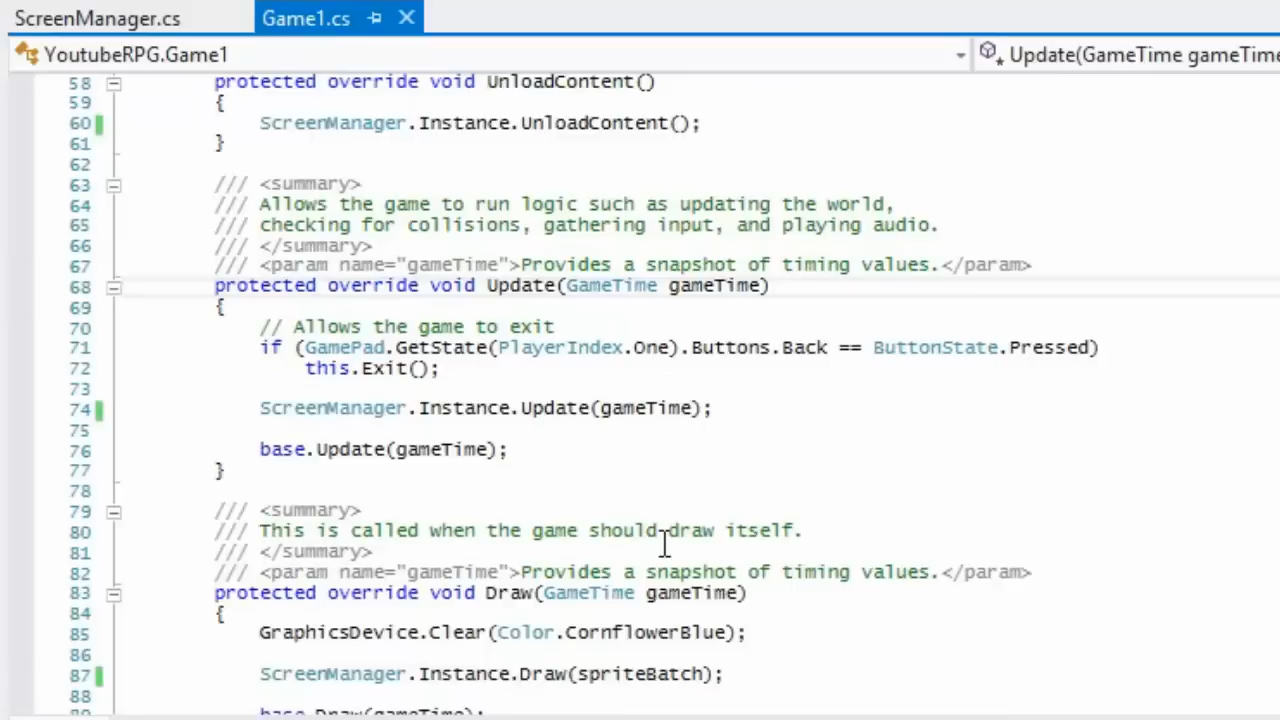 ScreenManager.cs Game1.cs
YoutubeRPG.Game1 Update(GameTime gameTime
58 protected override void UnloadContent()
59 {
60 ScreenManager.Instance.UnloadContent();
61 }
62
63 /// <summary>
64 /// Allows the game to run logic such as updating the world,
65 /// checking for collisions, gathering input, and playing audio.
66 /// </summary>
67 /// <param name="gameTime">Provides a snapshot of timing values.</param>
68 protected override void Update(GameTime gameTime)
69 {
70 // Allows the game to exit
71 if (GamePad.GetState(PlayerIndex.One).Buttons.Back == ButtonState.Pressed)
72 this.Exit();
73
74 ScreenManager.Instance.Update(gameTime);
75
76 base.Update(gameTime);
77 }
78
79 /// <summary>
80 /// This is called when the game should draw itself.
81 /// </summary>
82 /// <param name="gameTime">Provides a snapshot of timing values.</param>
83 protected override void Draw(GameTime gameTime)
84 {
85 GraphicsDevice.Clear(Color.CornflowerBlue);
86
87 ScreenManager.Instance.Draw(spriteBatch);
88
89 base.Draw(gameTime);